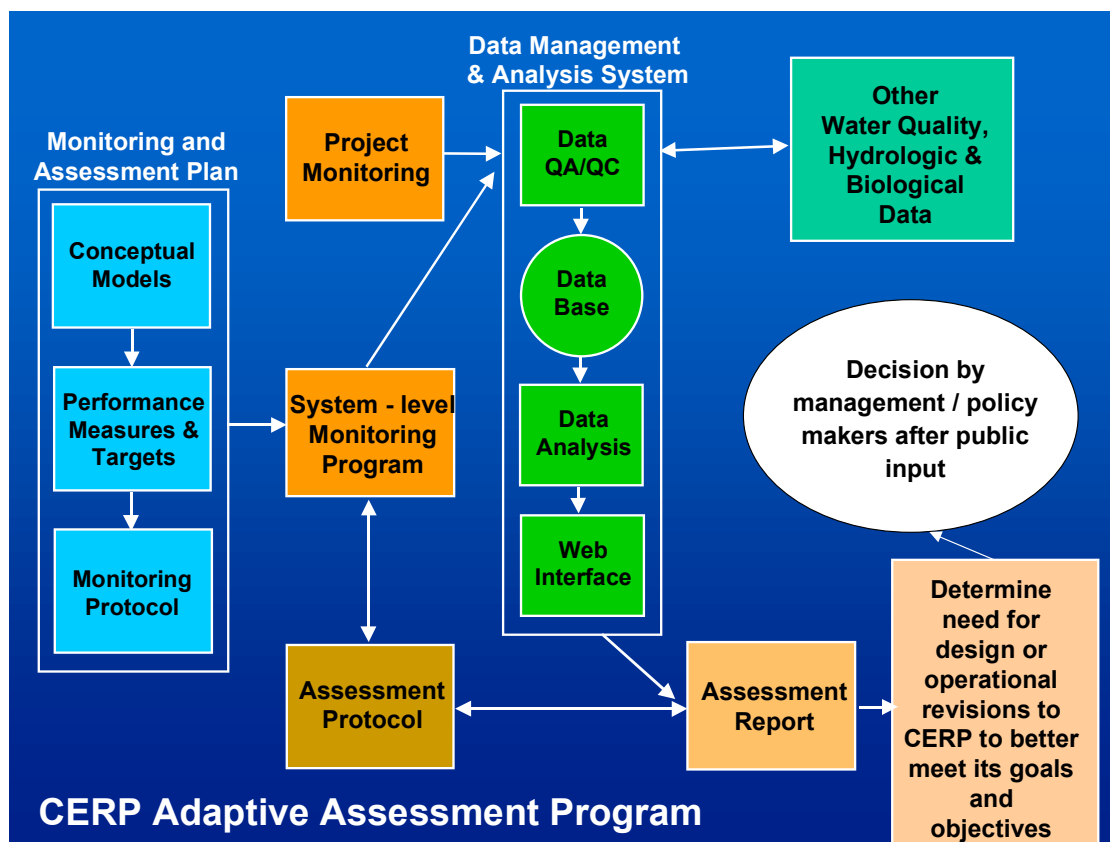 Data Management
& Analysis System
Monitoring and
Assessment Plan
Conceptual
Models
Performance
Measures &
Targets
Monitoring
Protocol
Project
Monitoring
System - level
Monitoring
Program
Assessment
Protocol
Data
QA/QC
Data
Base
Data
Analysis
Web
Interface
Other
Water Quality,
Hydrologic &
Biological
Data
Decision by
management / policy
makers after public
input
Assessment
Report
Determine
need for
design or
operational
revisions to
CERP to better
meet its goals
and
objectives
CERP Adaptive Assessment Program